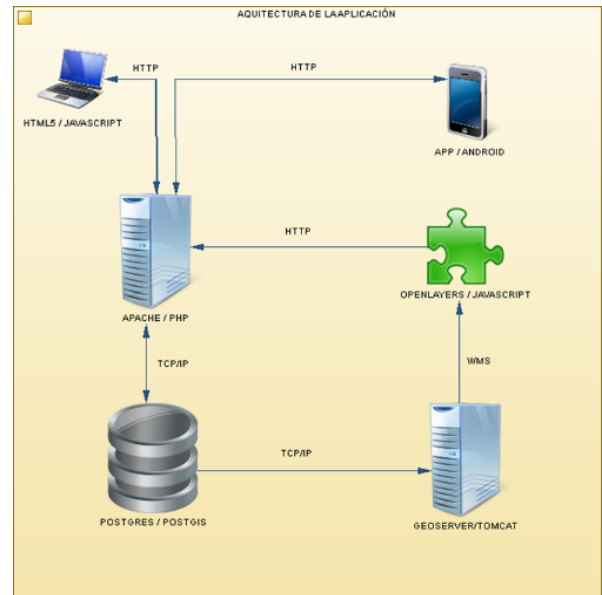 AQUITECTURA DE LAAPLICACIÓN
HTTP
HTTP
HTML5 / JAVASCRIPT
APP / ANDROID
HTTP
OPENLAYERS / JAVASCRIPT
APACHE / PHP
TCP/IP
WMS
TCP/IP
POSTGRES / POSTGIS
GEOSERVER/TOMCAT